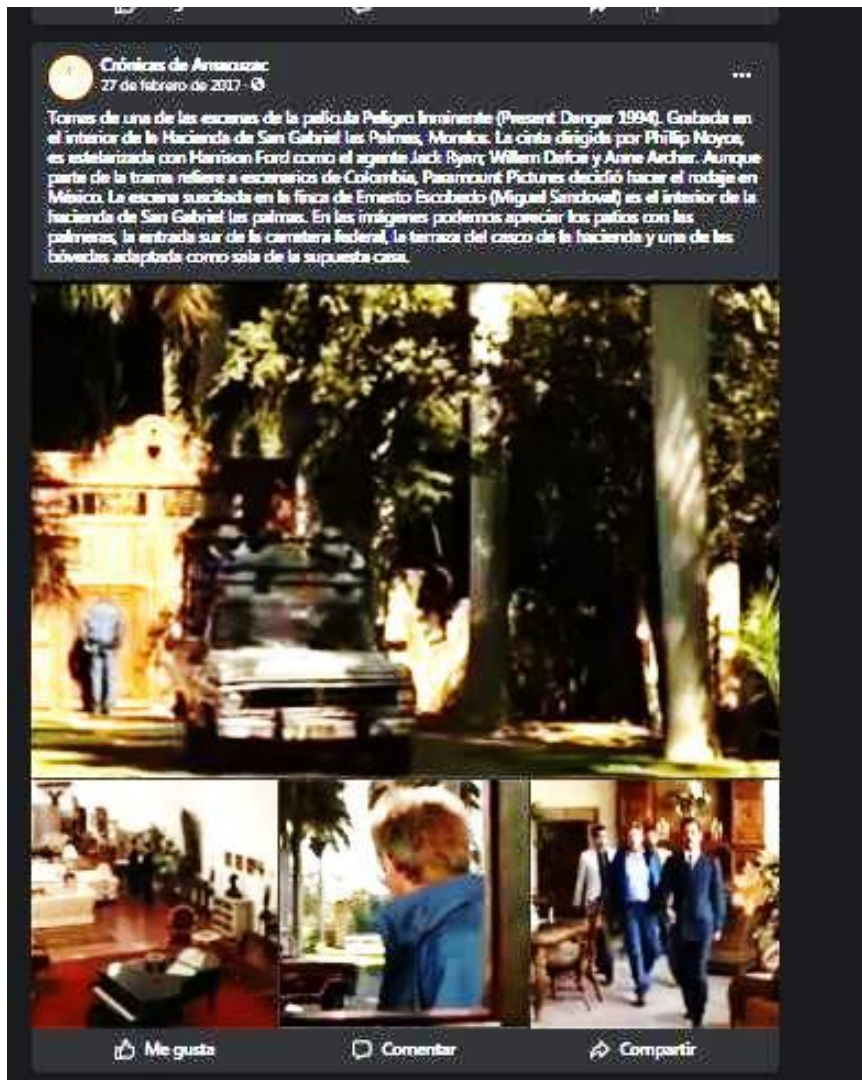 Crónicas de Amacuzac
27 de febrero de 2017 ·
Tomas de una de las escenas de la película Peligro Inminente (Present Danger 1994). Grabada en
el interior de la Hacienda de San Gabriel las Palmas, Morelos. La cinta dirigida por Phillip Noyce,
es estelarizada con Harrison Ford como el agente Jack Ryan; Willem Dafoe y Anne Archer. Aunque
parte de la trama refiere a escenarios de Colombia, Paramount Pictures decidió hacer el rodaje en
México. La escena suscitada en la finca de Ernesto Escobedo (Miguel Sandoval) es el interior de la
hacienda de San Gabriel las palmas. En las imágenes podemos apreciar los patios con las
palmeras, la entrada sur de la carretera federal, la terraza del casco de la hacienda y una de las
bóvedas adaptada como sala de la supuesta casa.
Me gusta
Comentar
Compartir